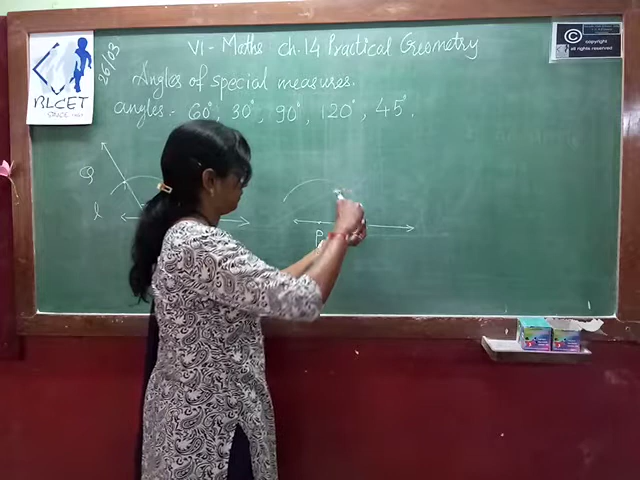 VI - Maths ch.14 Practical Geometry
26/03
Angles of special measures.
angles :- 60°, 30°, 90°, 120°, 45°.
BLCET
Q
l
P
© copyright
all rights reserved